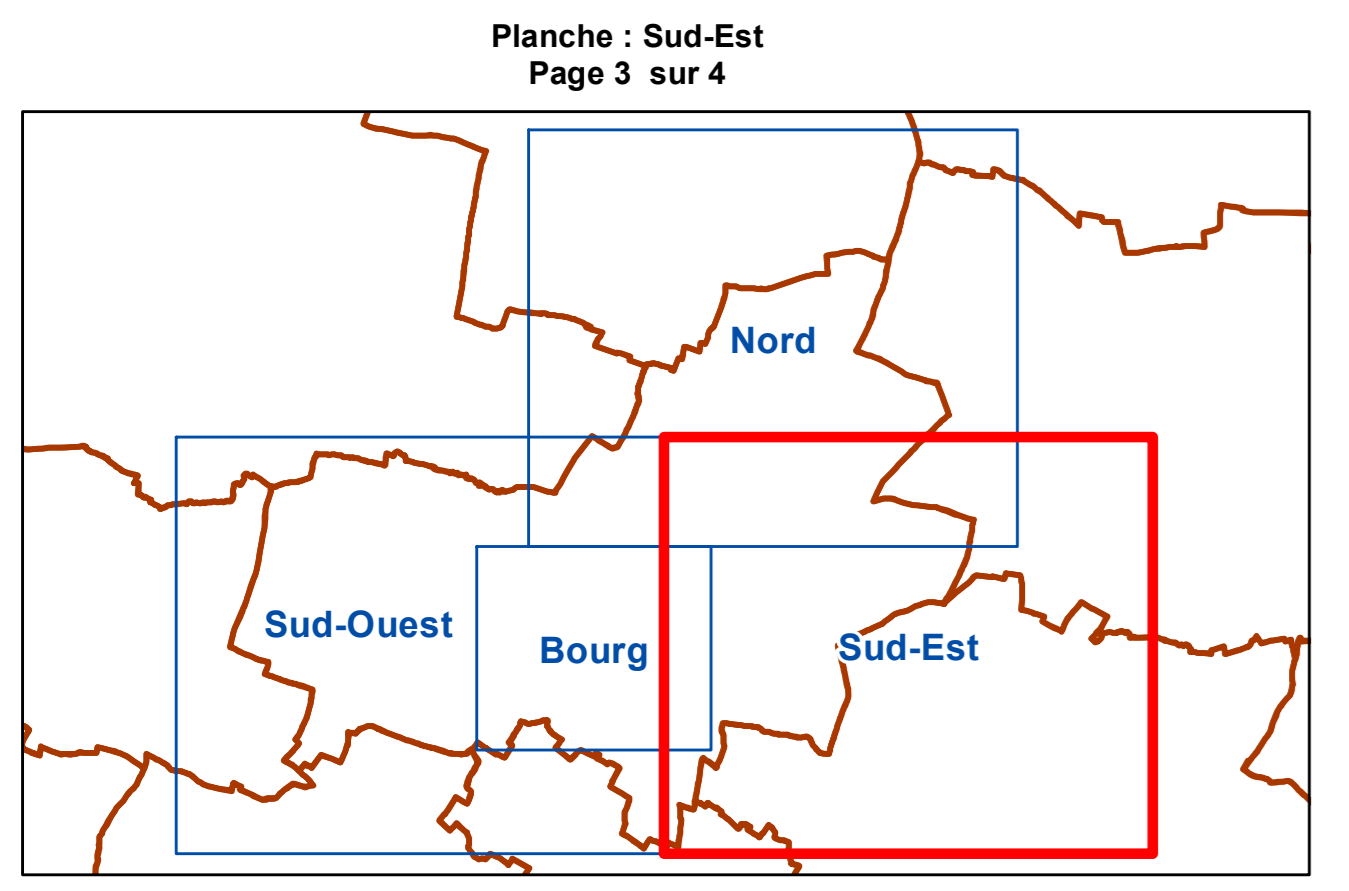 Planche : Sud-Est
Page 3 sur 4
Nord
Sud-Ouest
Bourg
Sud-Est